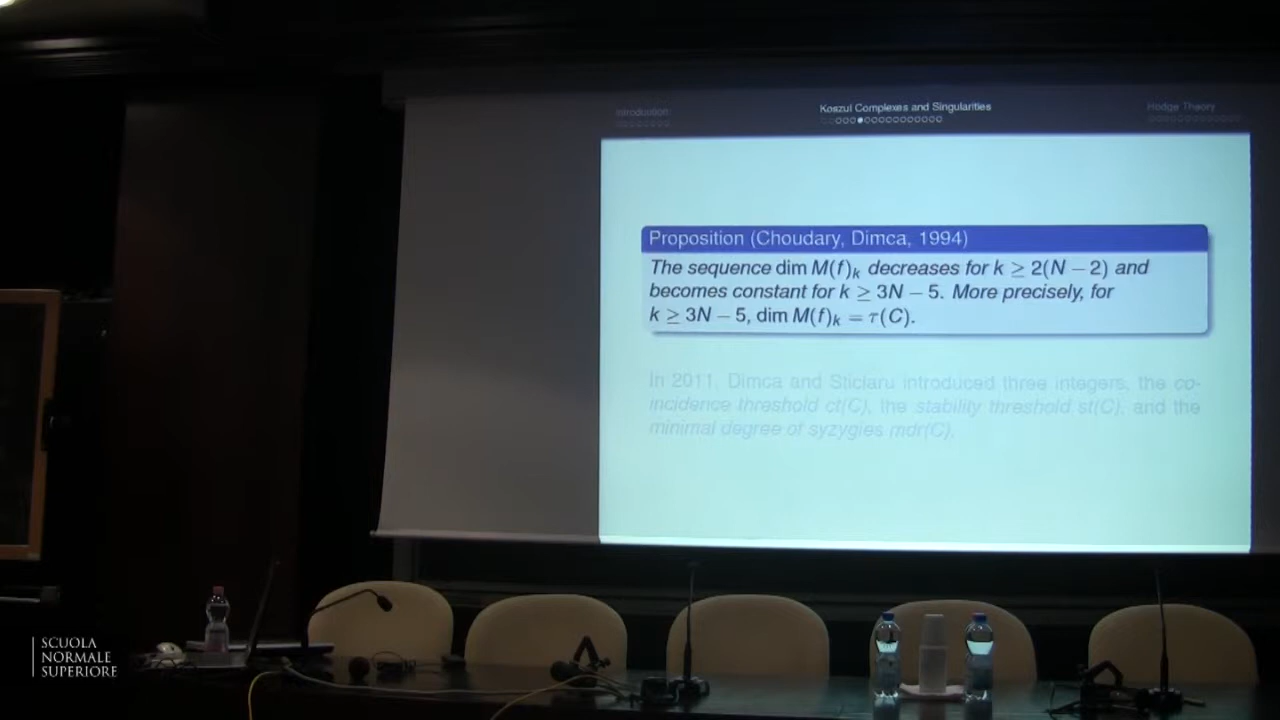 Introduction
Koszul Complexes and Singularities
Hodge Theory
Proposition (Choudary, Dimca, 1994)
The sequence dim M(f)ₖ decreases for k ≥ 2(N − 2) and
becomes constant for k ≥ 3N − 5. More precisely, for
k ≥ 3N − 5, dim M(f)ₖ = τ(C).
In 2011, Dimca and Sticlaru introduced three integers, the co-
incidence threshold ct(C), the stability threshold st(C), and the
minimal degree of syzygies mdr(C).
SCUOLA
NORMALE
SUPERIORE